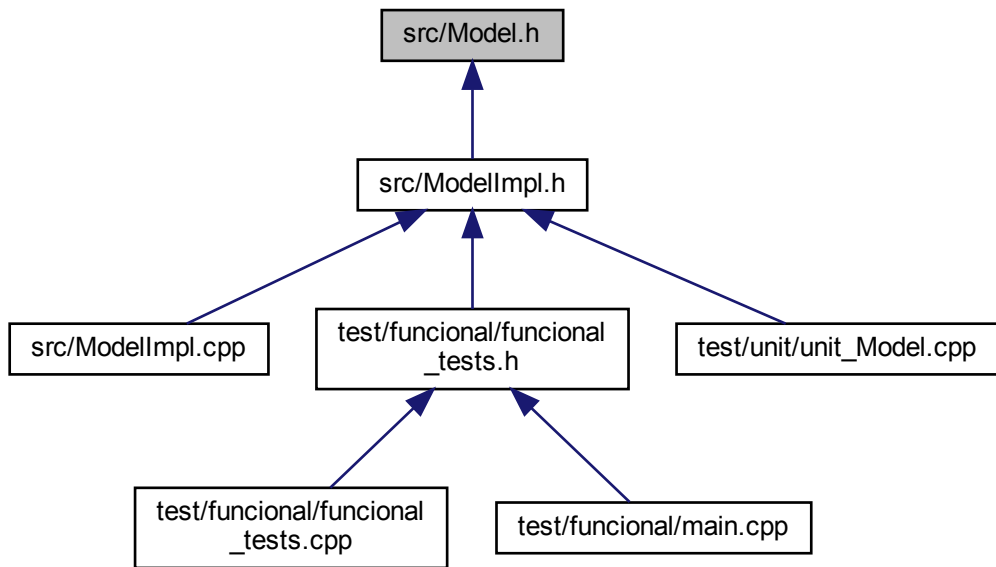 src/Model.h
src/ModelImpl.h
src/ModelImpl.cpp
test/funcional/funcional
_tests.h
test/unit/unit_Model.cpp
test/funcional/funcional
_tests.cpp
test/funcional/main.cpp